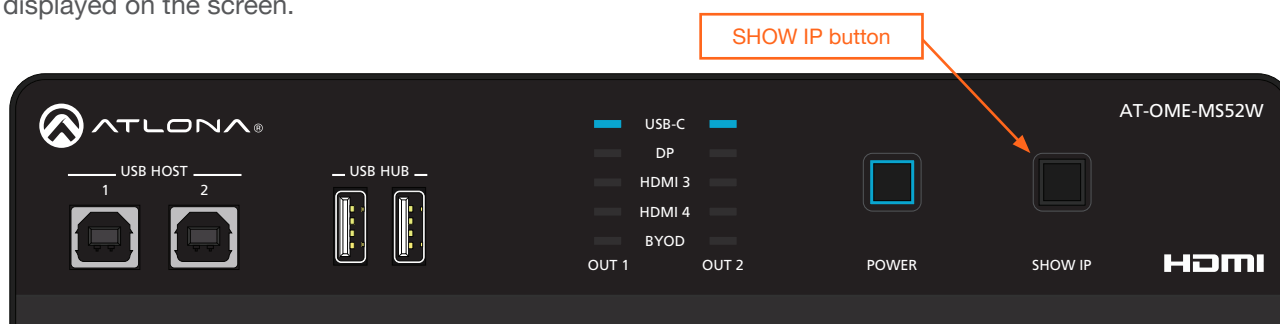 displayed on the screen.
SHOW IP button
ATLONA®
AT-OME-MS52W
USB HOST
1 2
USB HUB
USB-C
DP
HDMI 3
HDMI 4
BYOD
OUT 1 OUT 2
POWER
SHOW IP
HDMI